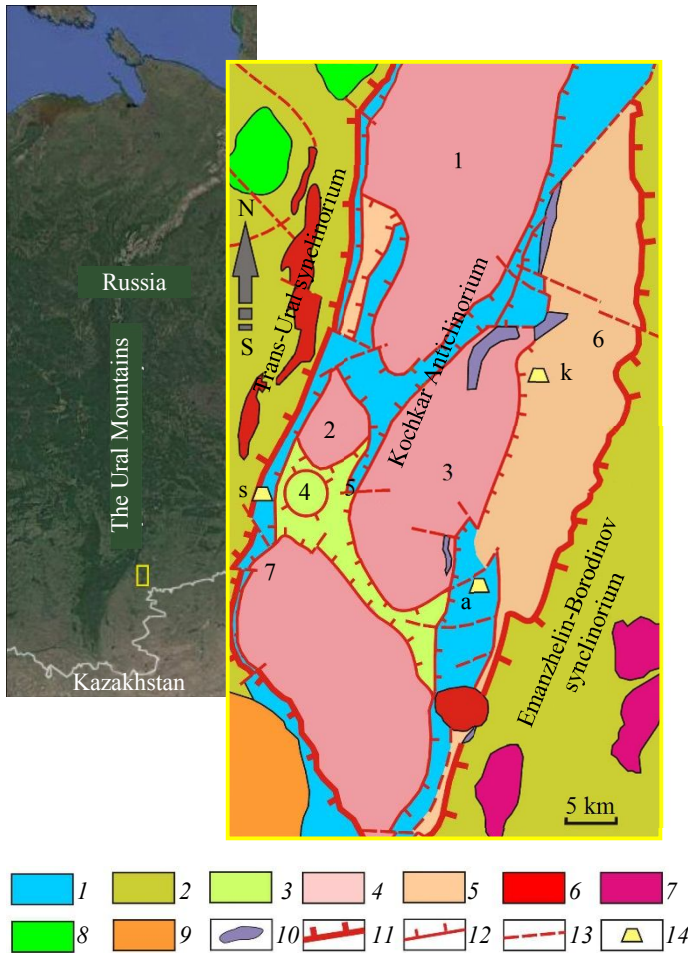 Russia
The Ural Mountains
Kazakhstan
N
S
Trans-Ural synclinorium
Kochkar Anticlinorium
Emanzhelin-Borodinov
synclinorium
1
2
3
4
5
6
7
k
s
a
5 km
1 2 3 4 5 6 7
8 9 10 11 12 13 14